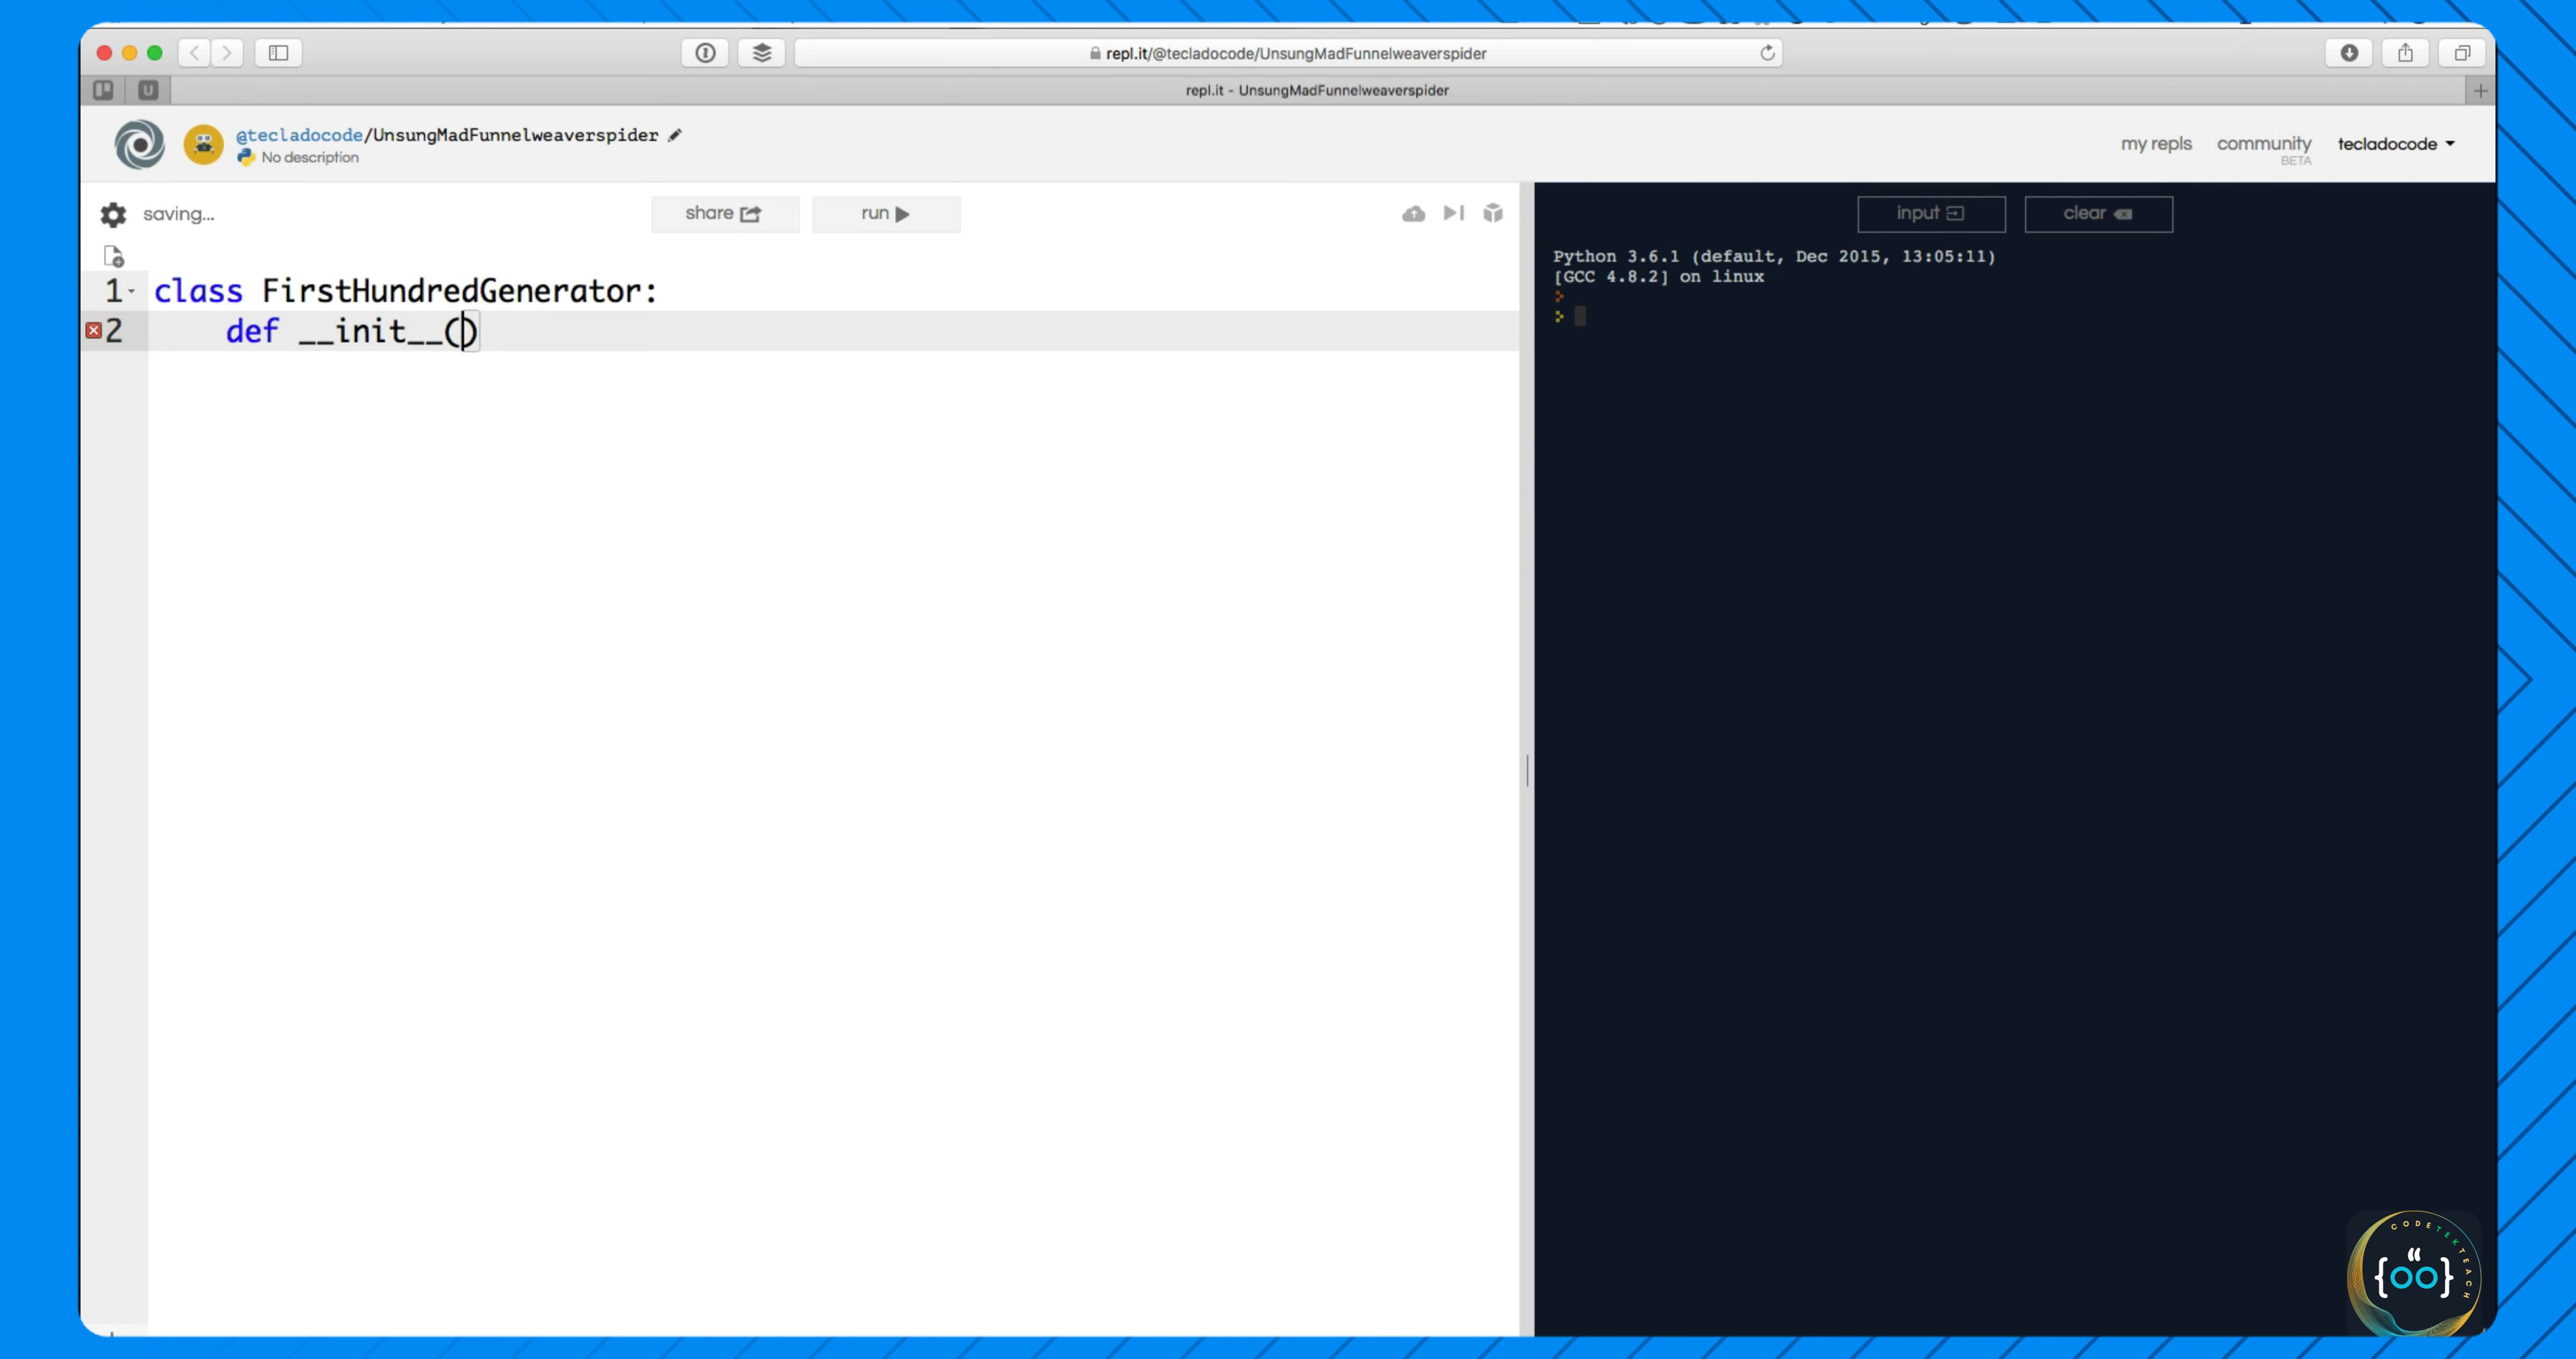 repl.it/@tecladocode/UnsungMadFunnelweaverspider
U
repl.it - UnsungMadFunnelweaverspider
@tecladocode/UnsungMadFunnelweaverspider
No description
my repls community BETA tecladocode
saving...
share
run
input
clear
1 class FirstHundredGenerator:
2 def __init__()
Python 3.6.1 (default, Dec 2015, 13:05:11)
[GCC 4.8.2] on linux
CODETEKTEACH